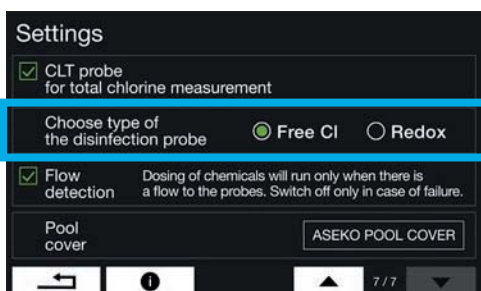 Settings
CLT probe
for total chlorine measurement
Choose type of
the disinfection probe
Free Cl
Redox
Flow
detection
Dosing of chemicals will run only when there is
a flow to the probes. Switch off only in case of failure.
Pool
cover
ASEKO POOL COVER
7/7